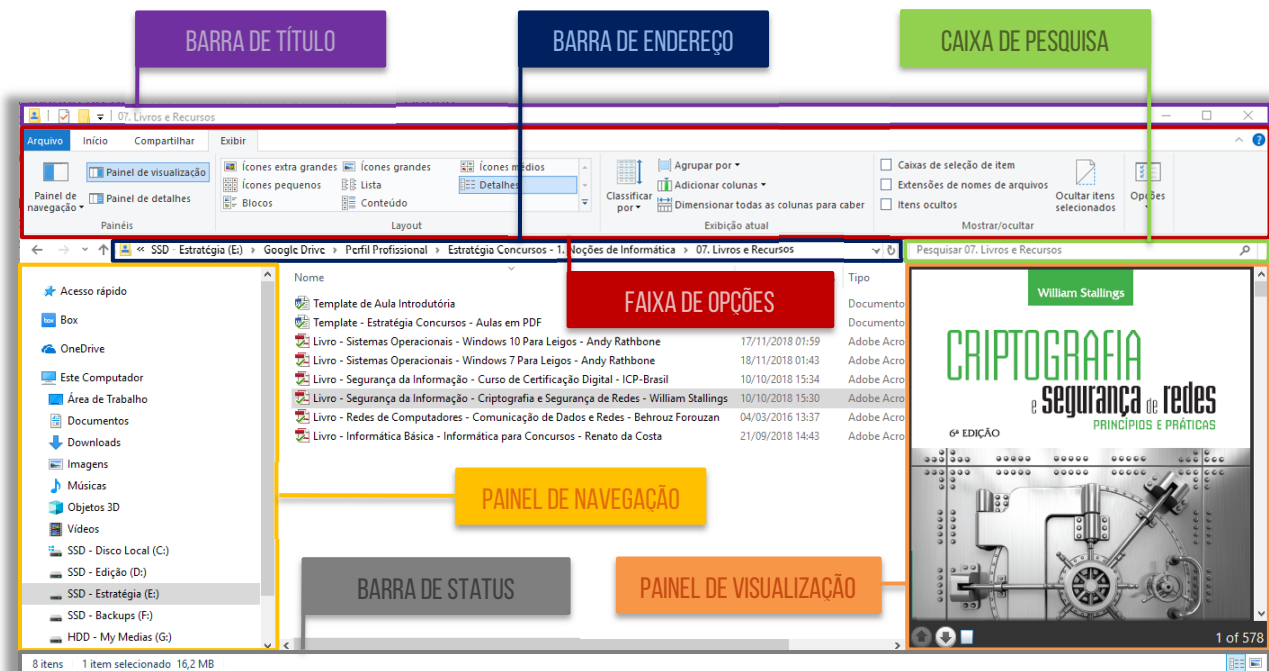 BARRA DE TÍTULO
BARRA DE ENDEREÇO
CAIXA DE PESQUISA
07. Livros e Recursos
Arquivo Início Compartilhar Exibir
Painel de navegação
Painel de visualização
Painel de detalhes
Painéis
Ícones extra grandes Ícones grandes Ícones médios
Ícones pequenos Lista Detalhes
Blocos Conteúdo
Layout
Classificar por
Agrupar por
Adicionar colunas
Dimensionar todas as colunas para caber
Exibição atual
Caixas de seleção de item
Extensões de nomes de arquivos
Itens ocultos
Ocultar itens selecionados
Mostrar/ocultar
Opções
« SSD - Estratégia (E:) > Google Drive > Perfil Profissional > Estratégia Concursos - 1. Noções de Informática > 07. Livros e Recursos
Pesquisar 07. Livros e Recursos
FAIXA DE OPÇÕES
Acesso rápido
Box
OneDrive
Este Computador
Área de Trabalho
Documentos
Downloads
Imagens
Músicas
Objetos 3D
Vídeos
SSD - Disco Local (C:)
SSD - Edição (D:)
SSD - Estratégia (E:)
SSD - Backups (F:)
HDD - My Medias (G:)
Nome Tipo
Template de Aula Introdutória Documento
Template - Estratégia Concursos - Aulas em PDF Documento
Livro - Sistemas Operacionais - Windows 10 Para Leigos - Andy Rathbone 17/11/2018 01:59 Adobe Acro
Livro - Sistemas Operacionais - Windows 7 Para Leigos - Andy Rathbone 18/11/2018 01:43 Adobe Acro
Livro - Segurança da Informação - Curso de Certificação Digital - ICP-Brasil 10/10/2018 15:34 Adobe Acro
Livro - Segurança da Informação - Criptografia e Segurança de Redes - William Stallings 10/10/2018 15:30 Adobe Acro
Livro - Redes de Computadores - Comunicação de Dados e Redes - Behrouz Forouzan 04/03/2016 13:37 Adobe Acro
Livro - Informática Básica - Informática para Concursos - Renato da Costa 21/09/2018 14:43 Adobe Acro
PAINEL DE NAVEGAÇÃO
BARRA DE STATUS
PAINEL DE VISUALIZAÇÃO
William Stallings
CRIPTOGRAFIA
e segurança de redes
PRINCÍPIOS E PRÁTICAS
6ª EDIÇÃO
1 of 578
8 itens 1 item selecionado 16,2 MB